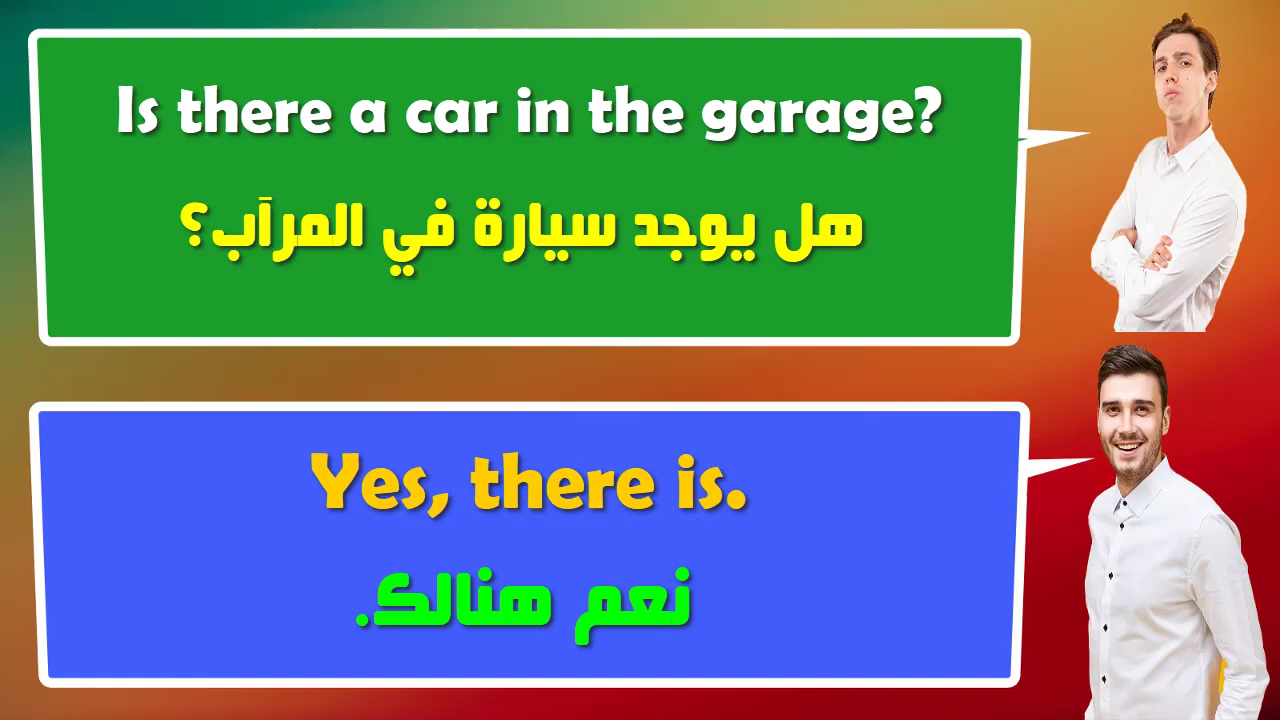 Is there a car in the garage?
هل يوجد سيارة في المرآب؟
Yes, there is.
نعم هنالك.